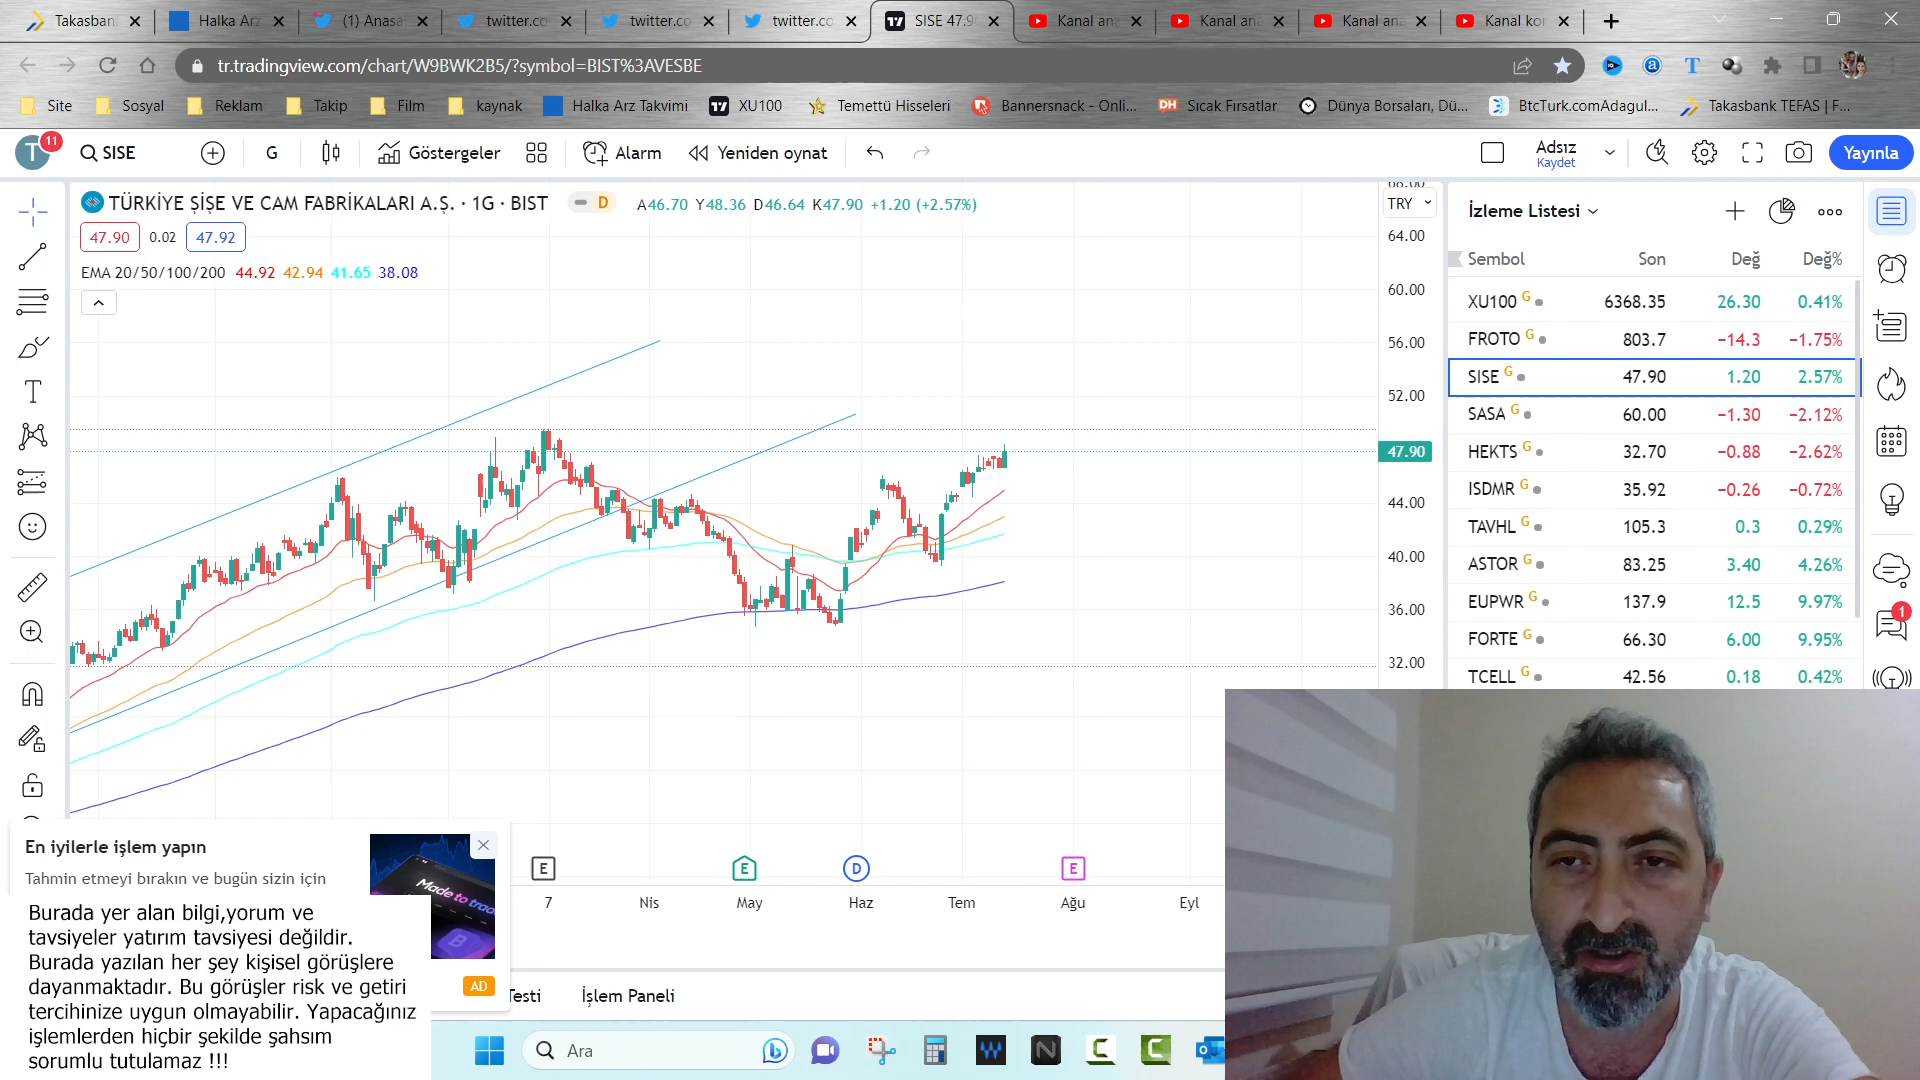 Takasbank
Halka Arz
(1) Anasa
twitter.co
twitter.co
twitter.co
SISE 47.90
Kanal ana
Kanal ana
Kanal ana
Kanal kor
tr.tradingview.com/chart/W9BWK2B5/?symbol=BIST%3AVESBE
Site
Sosyal
Reklam
Takip
Film
kaynak
Halka Arz Takvimi
XU100
Temettü Hisseleri
Bannersnack - Onli...
DH Sıcak Fırsatlar
Dünya Borsaları, Dü...
BtcTurk.comAdagul...
Takasbank TEFAS | F...
T 11
SISE
G
Göstergeler
Alarm
Yeniden oynat
Adsız
Kaydet
Yayınla
TÜRKİYE ŞİŞE VE CAM FABRİKALARI A.Ş. · 1G · BIST
D
A46.70 Y48.36 D46.64 K47.90 +1.20 (+2.57%)
47.90 0.02 47.92
EMA 20/50/100/200 44.92 42.94 41.65 38.08
68.00
TRY
64.00
60.00
56.00
52.00
47.90
44.00
40.00
36.00
32.00
E
E
D
E
7
Nis
May
Haz
Tem
Ağu
Eyl
İzleme Listesi
Sembol Son Değ Değ%
XU100 G 6368.35 26.30 0.41%
FROTO G 803.7 −14.3 −1.75%
SISE G 47.90 1.20 2.57%
SASA G 60.00 −1.30 −2.12%
HEKTS G 32.70 −0.88 −2.62%
ISDMR G 35.92 −0.26 −0.72%
TAVHL G 105.3 0.3 0.29%
ASTOR G 83.25 3.40 4.26%
EUPWR G 137.9 12.5 9.97%
FORTE G 66.30 6.00 9.95%
TCELL G 42.56 0.18 0.42%
1
En iyilerle işlem yapın
Tahmin etmeyi bırakın ve bugün sizin için
Made to trad
B
AD
Burada yer alan bilgi,yorum ve
tavsiyeler yatırım tavsiyesi değildir.
Burada yazılan her şey kişisel görüşlere
dayanmaktadır. Bu görüşler risk ve getiri
tercihinize uygun olmayabilir. Yapacağınız
işlemlerden hiçbir şekilde şahsım
sorumlu tutulamaz !!!
Testi
İşlem Paneli
Ara